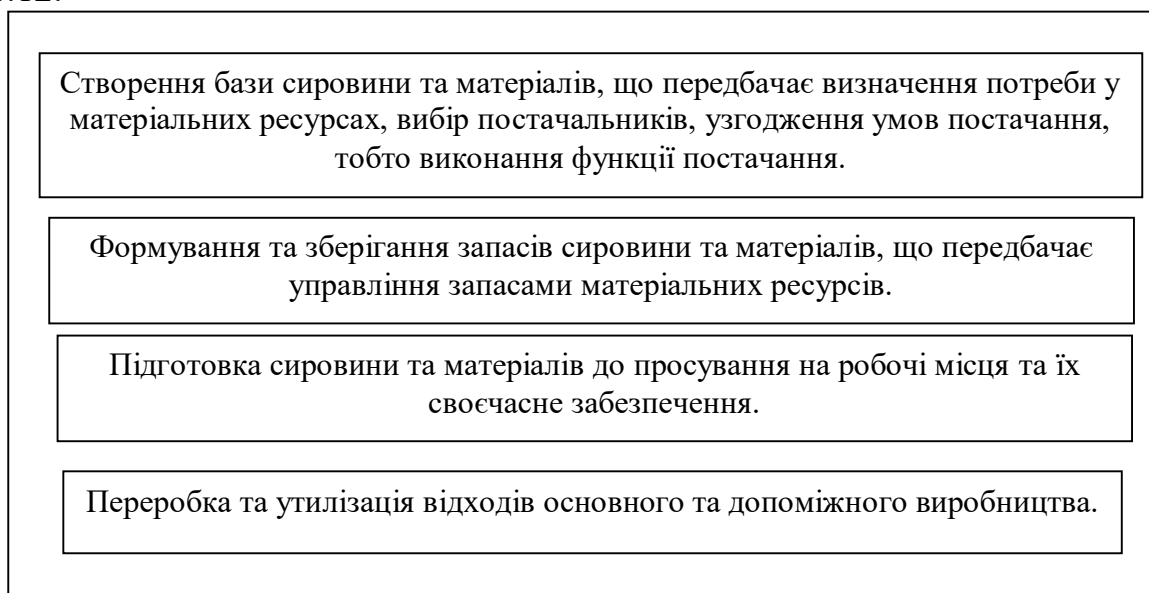 Створення бази сировини та матеріалів, що передбачає визначення потреби у
матеріальних ресурсах, вибір постачальників, узгодження умов постачання,
тобто виконання функції постачання.
Формування та зберігання запасів сировини та матеріалів, що передбачає
управління запасами матеріальних ресурсів.
Підготовка сировини та матеріалів до просування на робочі місця та їх
своєчасне забезпечення.
Переробка та утилізація відходів основного та допоміжного виробництва.